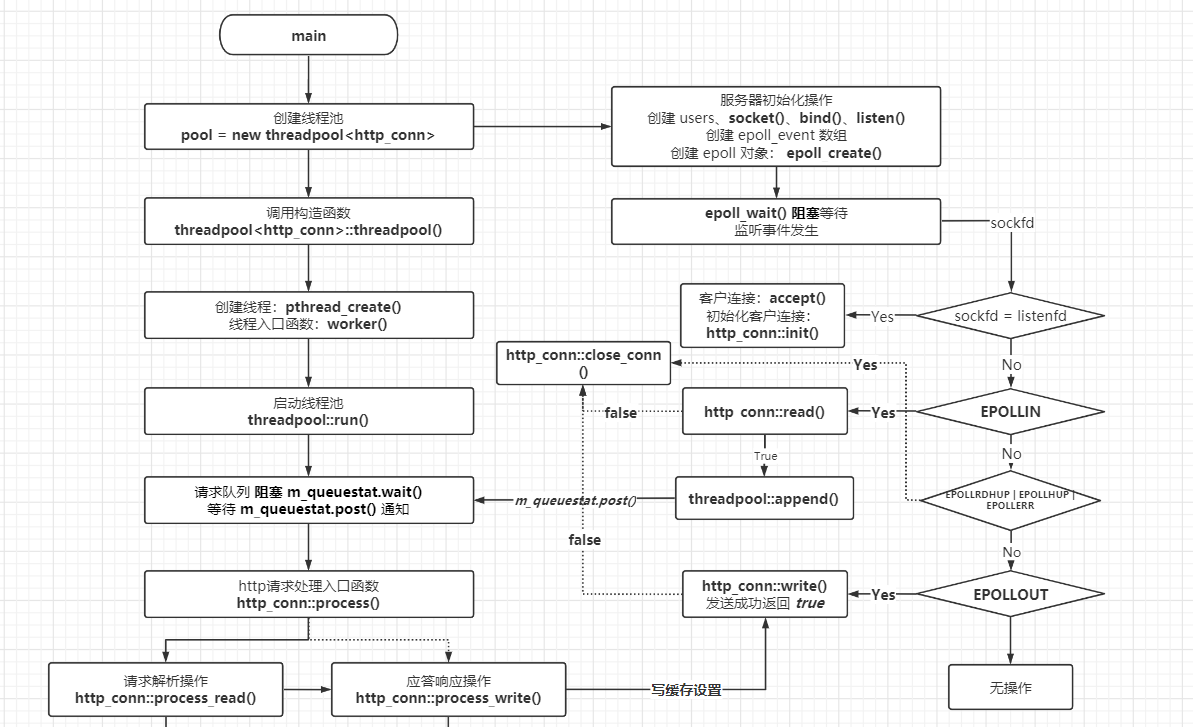 main
创建线程池
pool = new threadpool<http_conn>
调用构造函数
threadpool<http_conn>::threadpool()
创建线程：pthread_create()
线程入口函数：worker()
启动线程池
threadpool::run()
请求队列 阻塞 m_queuestat.wait()
等待 m_queuestat.post() 通知
http请求处理入口函数
http_conn::process()
请求解析操作
http_conn::process_read()
应答响应操作
http_conn::process_write()
写缓存设置
服务器初始化操作
创建 users、socket()、bind()、listen()
创建 epoll_event 数组
创建 epoll 对象： epoll_create()
epoll_wait() 阻塞等待
监听事件发生
sockfd
sockfd = listenfd
Yes
客户连接：accept()
初始化客户连接：
http_conn::init()
No
EPOLLIN
Yes
http_conn::read()
false
True
threadpool::append()
m_queuestat.post()
No
EPOLLRDHUP | EPOLLHUP |
EPOLLERR
Yes
http_conn::close_conn
()
No
EPOLLOUT
Yes
http_conn::write()
发送成功返回 true
false
无操作